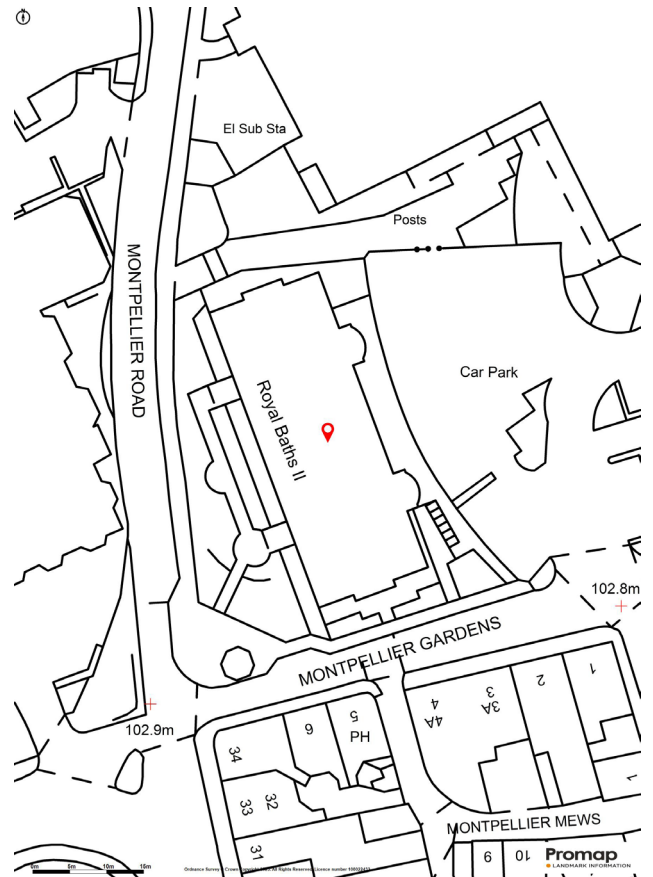 N
El Sub Sta
Posts
MONTPELLIER ROAD
Car Park
Royal Baths II
102.8m
MONTPELLIER GARDENS
1
2
3A
3
4A
4
5
PH
6
102.9m
34
33
32
31
1
MONTPELLIER MEWS
9
10
Promap
LANDMARK INFORMATION
0m 5m 10m 15m